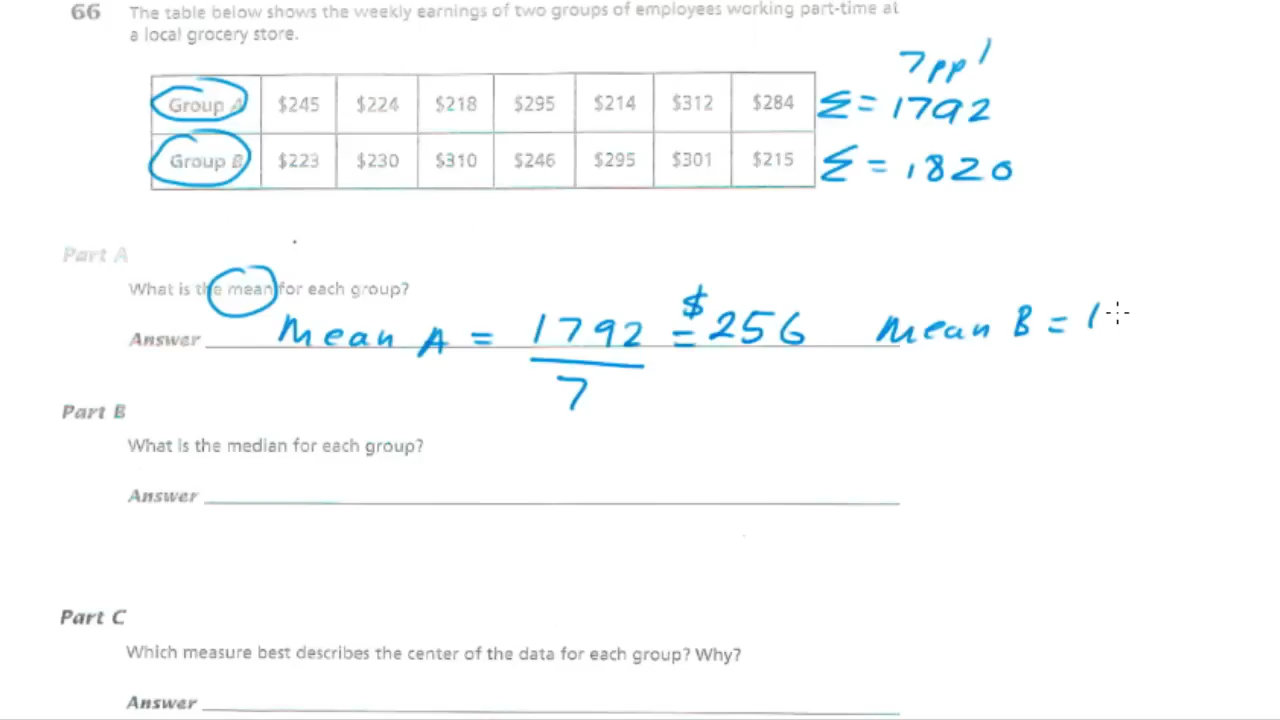 66 The table below shows the weekly earnings of two groups of employees working part-time at
a local grocery store.
7 ppl
Group A $245 $224 $218 $295 $214 $312 $284 Σ = 1792
Group B $223 $230 $310 $246 $295 $301 $215 Σ = 1820
Part A
What is the mean for each group?
Answer Mean A = 1792 / 7 = $256 Mean B = 1
Part B
What is the median for each group?
Answer
Part C
Which measure best describes the center of the data for each group? Why?
Answer